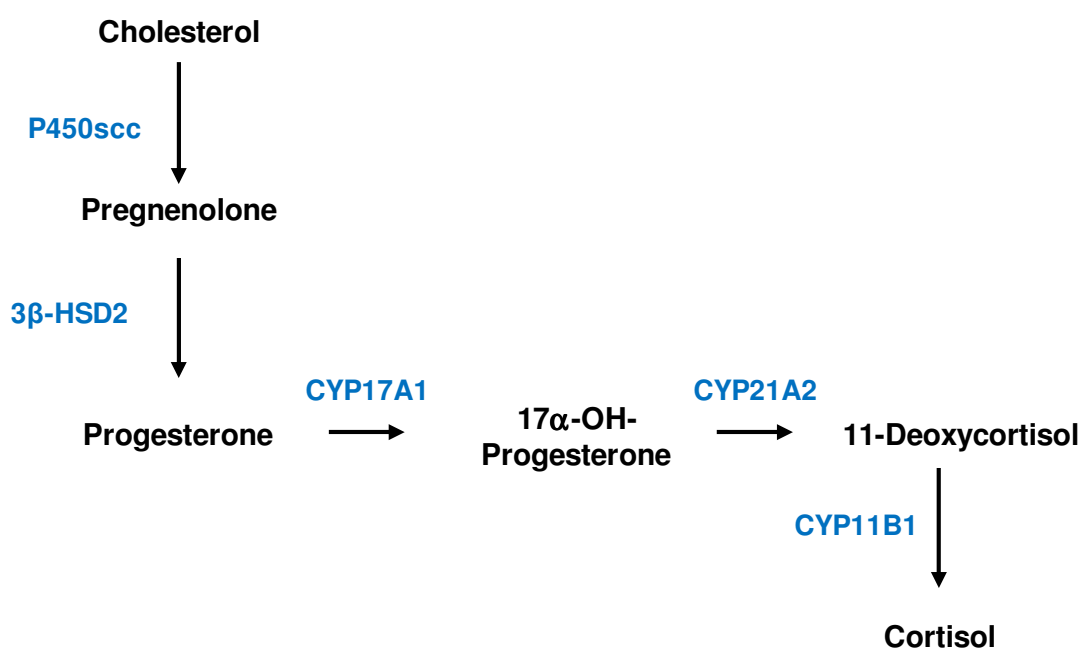 Cholesterol
P450scc
Pregnenolone
3β-HSD2
CYP17A1
CYP21A2
Progesterone
17α-OH-
Progesterone
11-Deoxycortisol
CYP11B1
Cortisol